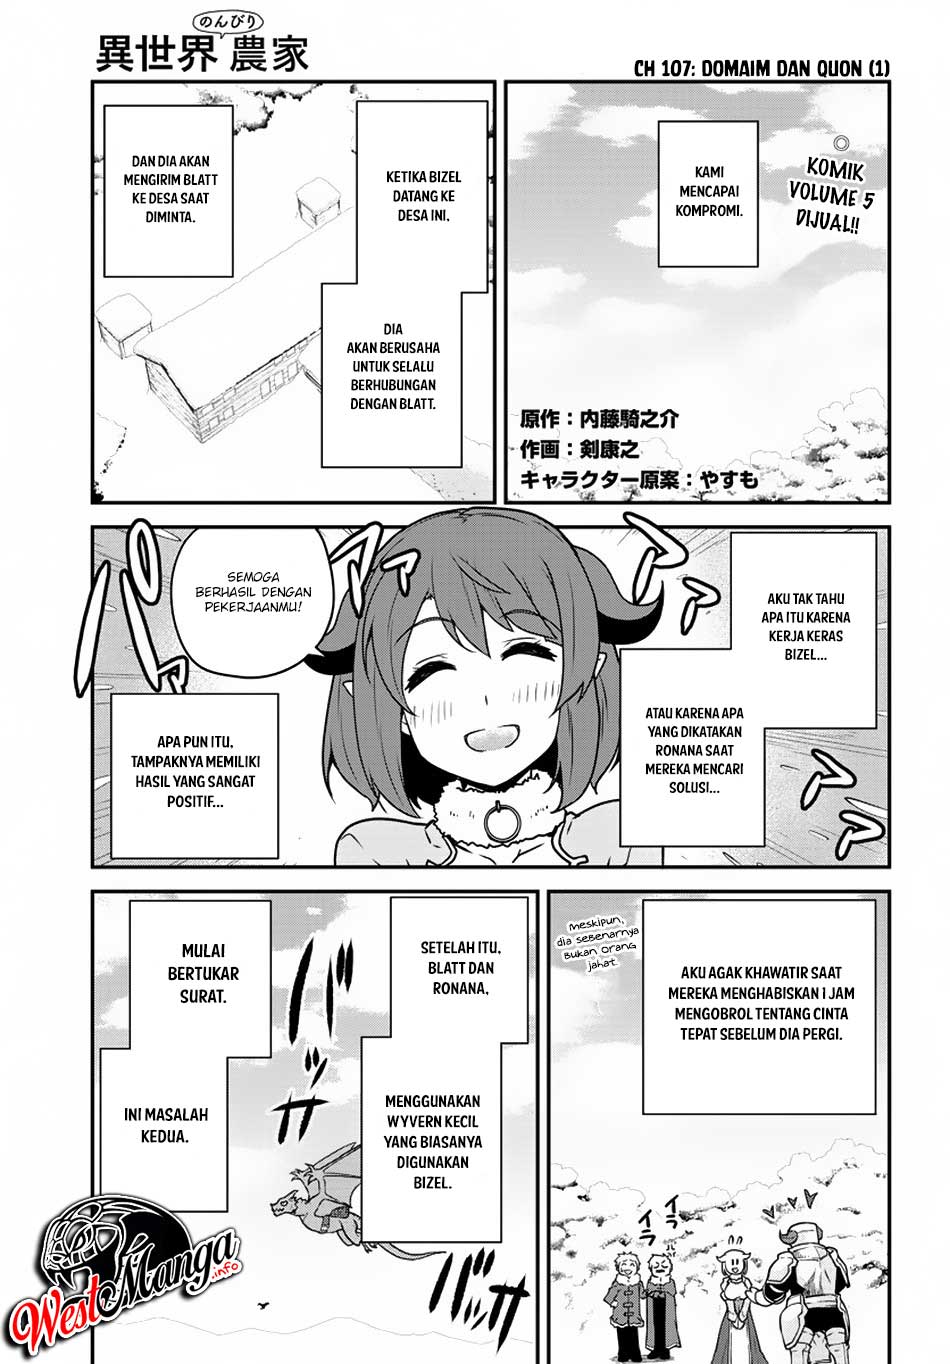 異世界
のんびり
農家
CH 107: DOMAIM DAN QUON (1)
KAMI
MENCAPAI
KOMPROMI.
KOMIK
VOLUME 5
DIJUAL!!
原作：内藤騎之介
作画：剣康之
キャラクター原案：やすも
KETIKA BIZEL
DATANG KE
DESA INI,
DIA
AKAN BERUSAHA
UNTUK SELALU
BERHUBUNGAN
DENGAN BLATT.
DAN DIA AKAN
MENGIRIM BLATT
KE DESA SAAT
DIMINTA.
AKU TAK TAHU
APA ITU KARENA
KERJA KERAS
BIZEL...
ATAU KARENA APA
YANG DIKATAKAN
RONANA SAAT
MEREKA MENCARI
SOLUSI...
SEMOGA
BERHASIL DENGAN
PEKERJAANMU!
APA PUN ITU,
TAMPAKNYA MEMILIKI
HASIL YANG SANGAT
POSITIF...
AKU AGAK KHAWATIR SAAT
MEREKA MENGHABISKAN 1 JAM
MENGOBROL TENTANG CINTA
TEPAT SEBELUM DIA PERGI.
meskipun,
dia sebenarnya
bukan orang
jahat
イラ
イラ
SETELAH ITU,
BLATT DAN
RONANA,
MENGGUNAKAN
WYVERN KECIL
YANG BIASANYA
DIGUNAKAN
BIZEL.
MULAI
BERTUKAR
SURAT.
INI MASALAH
KEDUA.
WestManga
.info